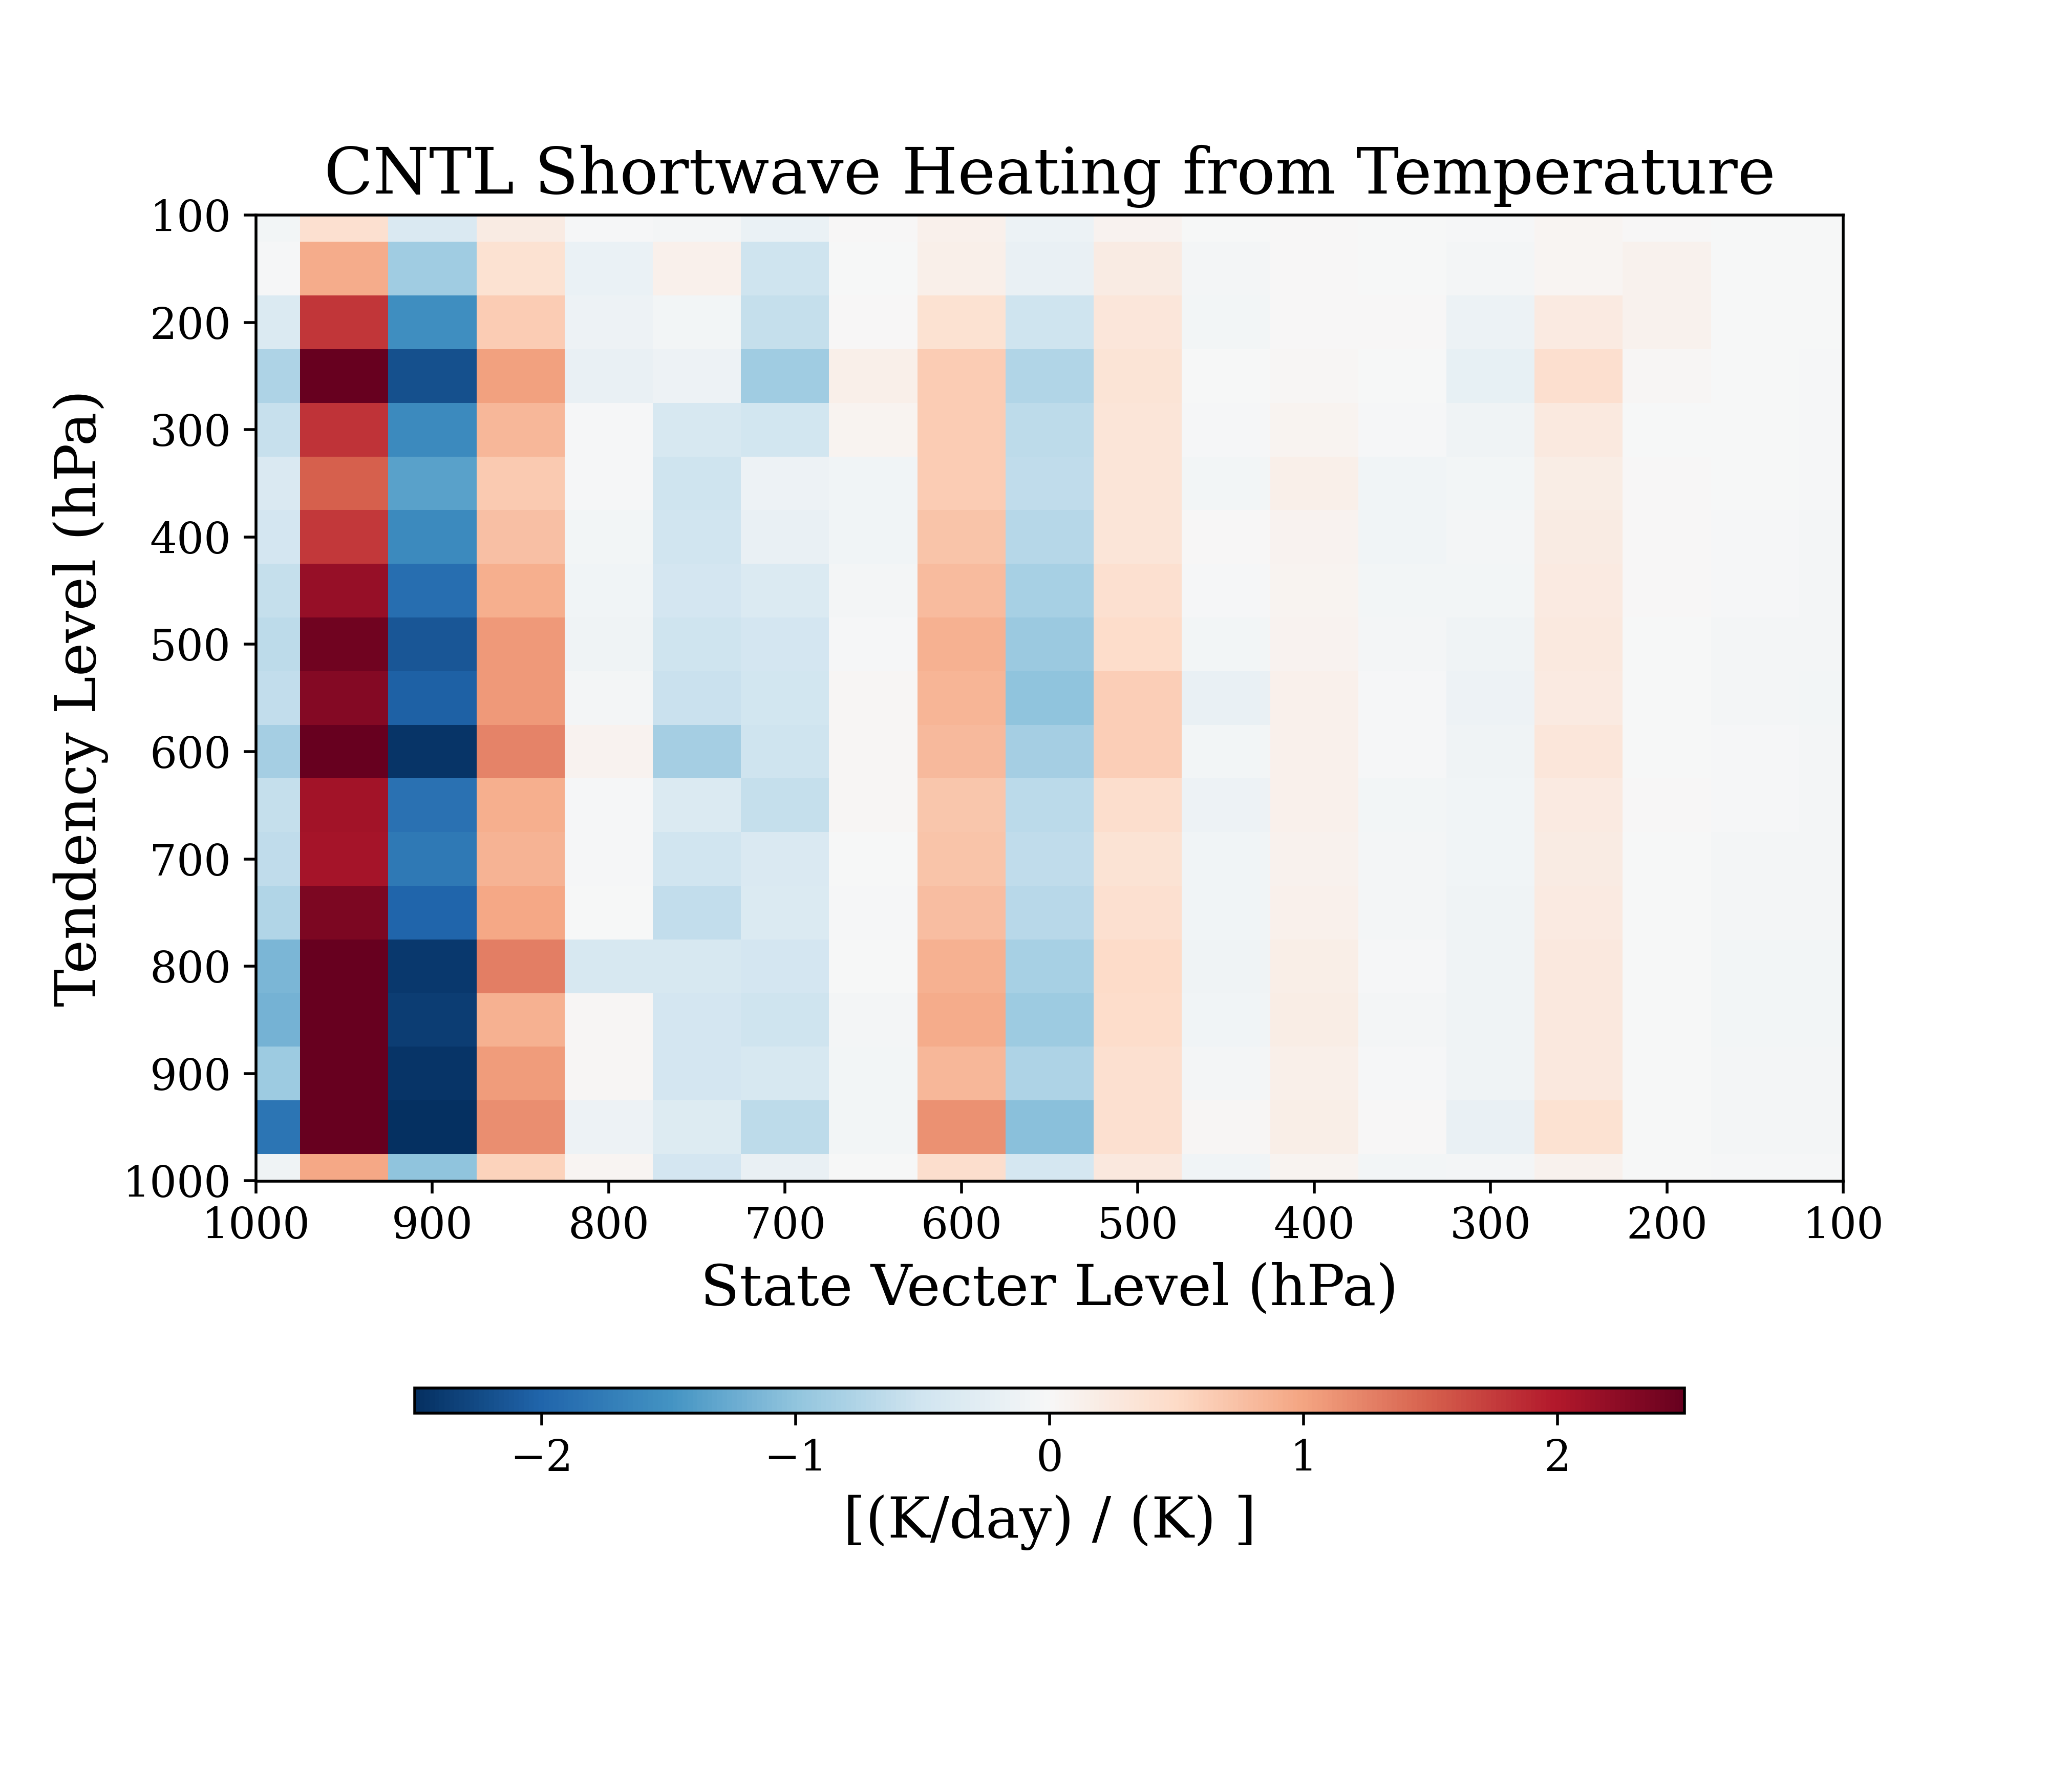 CNTL Shortwave Heating from Temperature
Tendency Level (hPa)
100
200
300
400
500
600
700
800
900
1000
1000 900 800 700 600 500 400 300 200 100
State Vecter Level (hPa)
−2 −1 0 1 2
[(K/day) / (K) ]